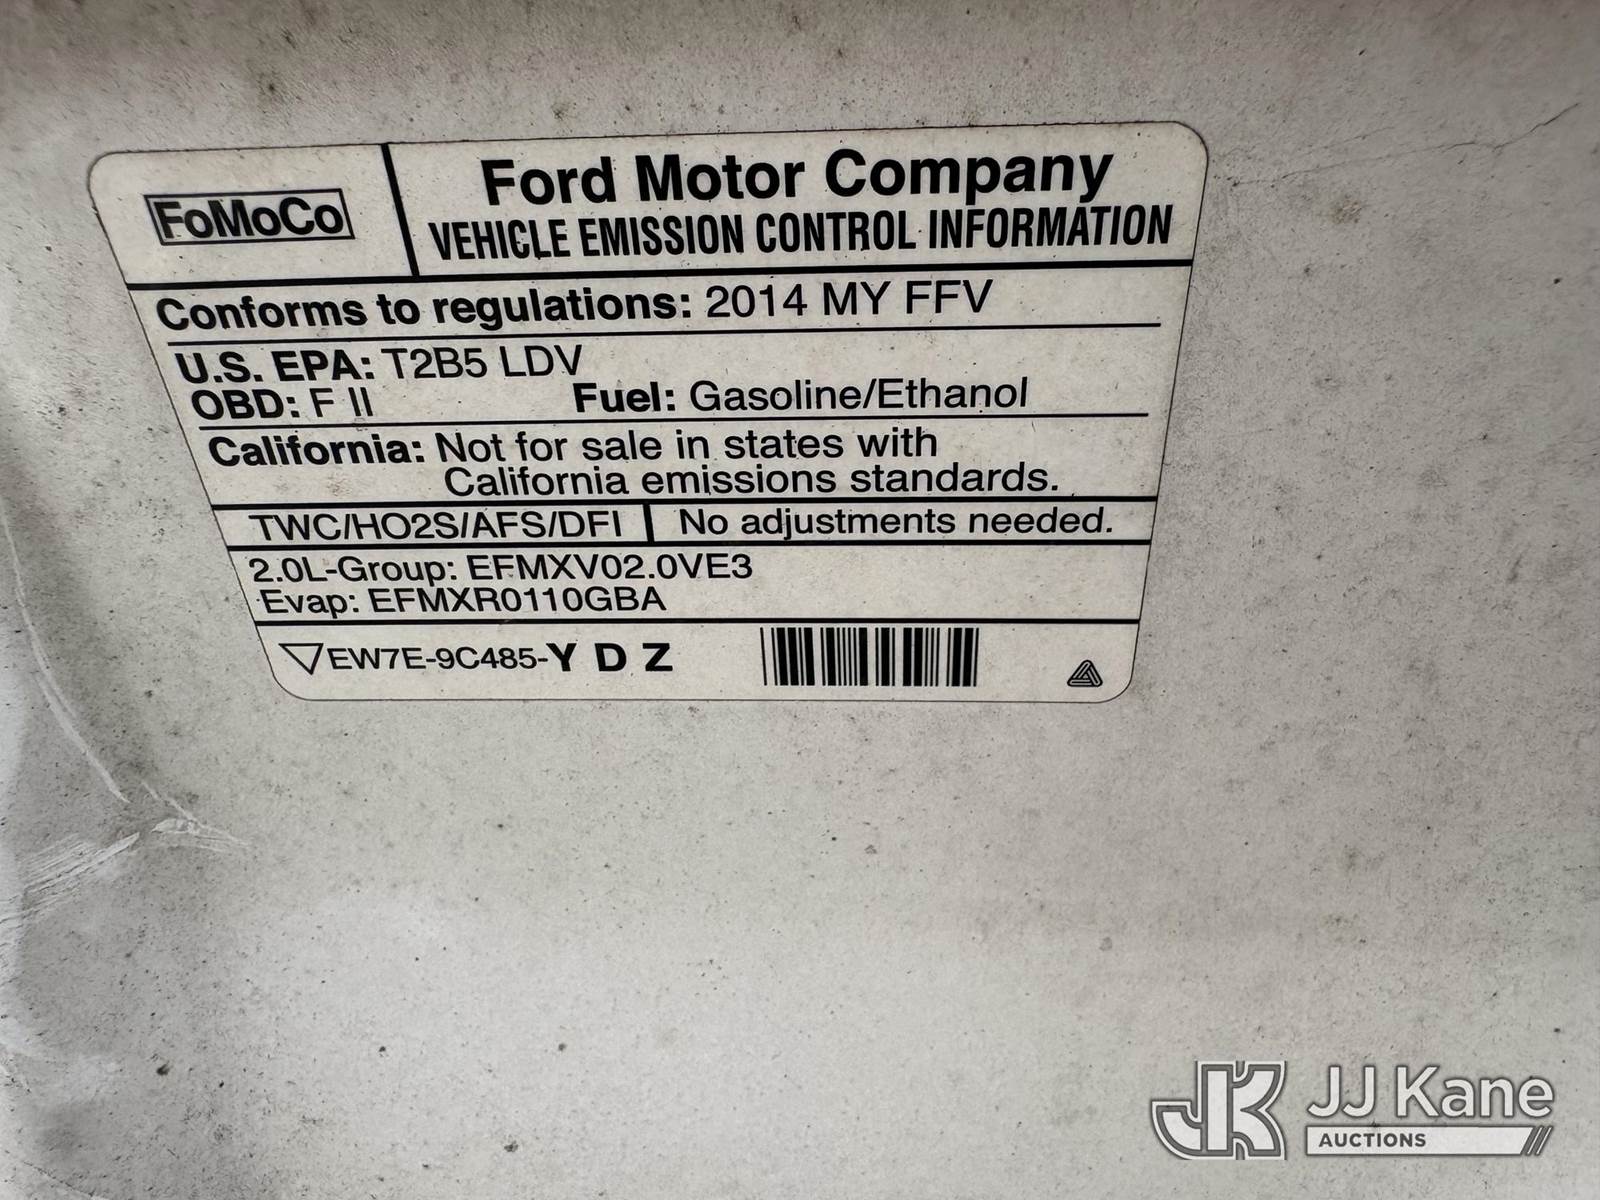 FoMoCo
Ford Motor Company
VEHICLE EMISSION CONTROL INFORMATION
Conforms to regulations: 2014 MY FFV
U.S. EPA: T2B5 LDV
OBD: F II Fuel: Gasoline/Ethanol
California: Not for sale in states with
California emissions standards.
TWC/HO2S/AFS/DFI No adjustments needed.
2.0L-Group: EFMXV02.0VE3
Evap: EFMXR0110GBA
EW7E-9C485-Y D Z
JK JJ Kane
AUCTIONS